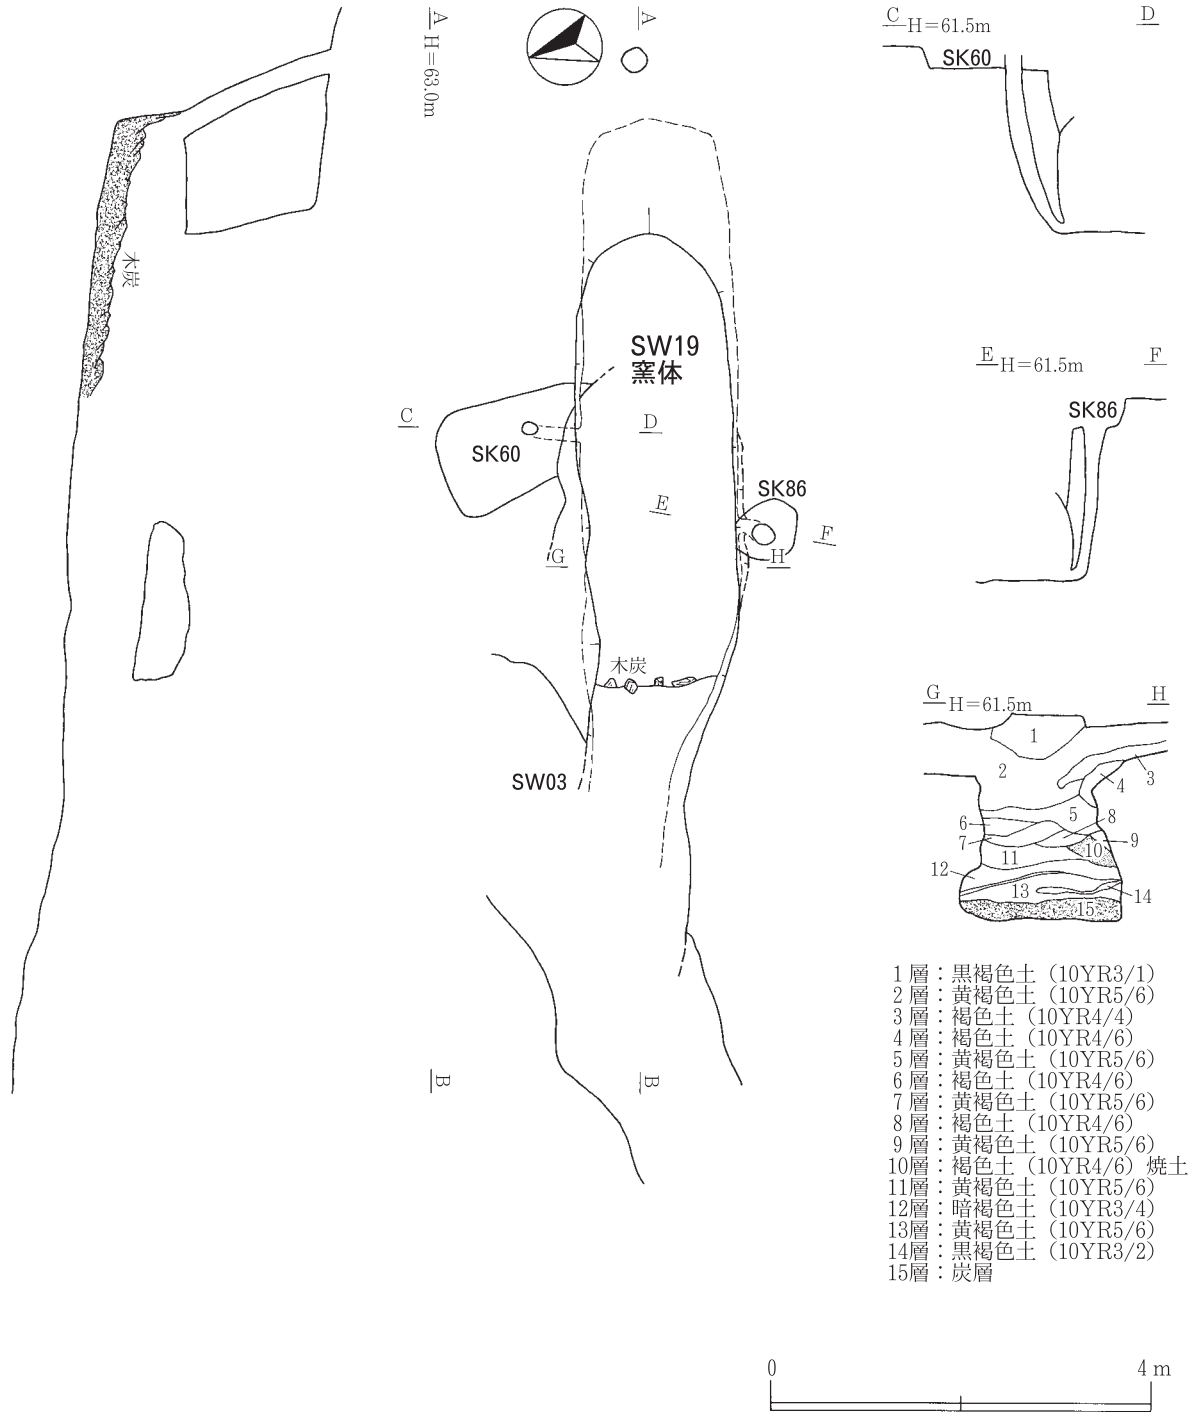 A
H＝63.0m
A
C H＝61.5m D
SK60
木炭
SW19
窯体
C
D
SK60
E H＝61.5m F
SK86
E
SK86
F
G
H
木炭
SW03
G H＝61.5m H
1
2
3
4
5
6
7
8
9
10
11
12
13
14
15
1層：黒褐色土（10YR3/1）
2層：黄褐色土（10YR5/6）
3層：褐色土（10YR4/4）
4層：褐色土（10YR4/6）
5層：黄褐色土（10YR5/6）
6層：褐色土（10YR4/6）
7層：黄褐色土（10YR5/6）
8層：褐色土（10YR4/6）
9層：黄褐色土（10YR5/6）
10層：褐色土（10YR4/6）焼土
11層：黄褐色土（10YR5/6）
12層：暗褐色土（10YR3/4）
13層：黄褐色土（10YR5/6）
14層：黒褐色土（10YR3/2）
15層：炭層
B
B
0 4m